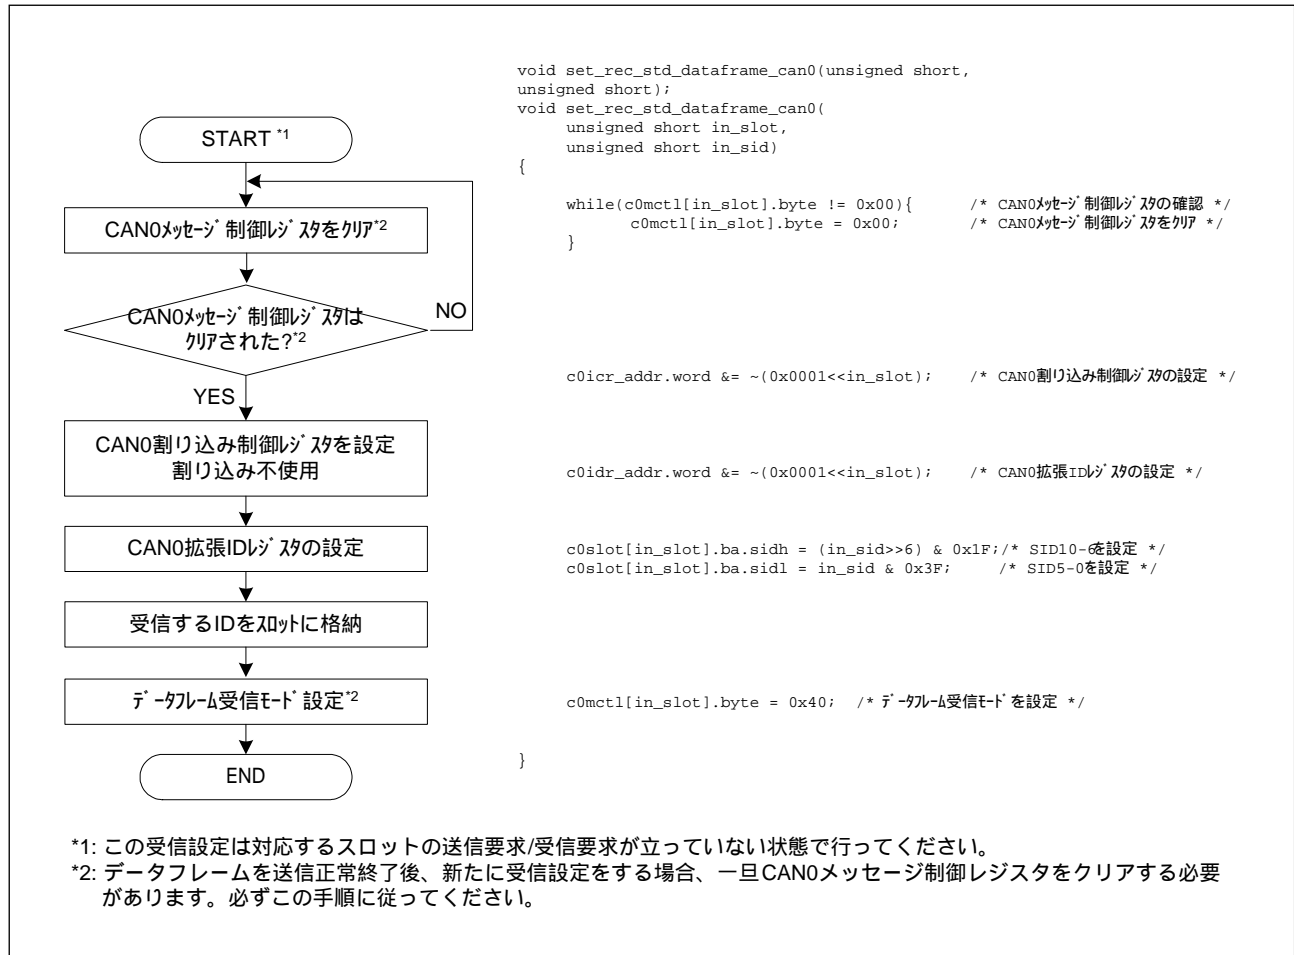 START *1
CAN0ﾒｯｾｰｼﾞ制御ﾚｼﾞｽﾀをｸﾘｱ*2
CAN0ﾒｯｾｰｼﾞ制御ﾚｼﾞｽﾀは
ｸﾘｱされた?*2
NO
YES
CAN0割り込み制御ﾚｼﾞｽﾀを設定
割り込み不使用
CAN0拡張IDﾚｼﾞｽﾀの設定
受信するIDをｽﾛｯﾄに格納
ﾃﾞｰﾀﾌﾚｰﾑ受信ﾓｰﾄﾞ設定*2
END
void set_rec_std_dataframe_can0(unsigned short,
unsigned short);
void set_rec_std_dataframe_can0(
unsigned short in_slot,
unsigned short in_sid)
{
while(c0mctl[in_slot].byte != 0x00){ /* CAN0ﾒｯｾｰｼﾞ制御ﾚｼﾞｽﾀの確認 */
c0mctl[in_slot].byte = 0x00; /* CAN0ﾒｯｾｰｼﾞ制御ﾚｼﾞｽﾀをｸﾘｱ */
}
c0icr_addr.word &= ~(0x0001<<in_slot); /* CAN0割り込み制御ﾚｼﾞｽﾀの設定 */
c0idr_addr.word &= ~(0x0001<<in_slot); /* CAN0拡張IDﾚｼﾞｽﾀの設定 */
c0slot[in_slot].ba.sidh = (in_sid>>6) & 0x1F;/* SID10-6を設定 */
c0slot[in_slot].ba.sidl = in_sid & 0x3F; /* SID5-0を設定 */
c0mctl[in_slot].byte = 0x40; /* ﾃﾞｰﾀﾌﾚｰﾑ受信ﾓｰﾄﾞを設定 */
}
*1: この受信設定は対応するスロットの送信要求/受信要求が立っていない状態で行ってください。
*2: データフレームを送信正常終了後、新たに受信設定をする場合、一旦CAN0メッセージ制御レジスタをクリアする必要
があります。必ずこの手順に従ってください。